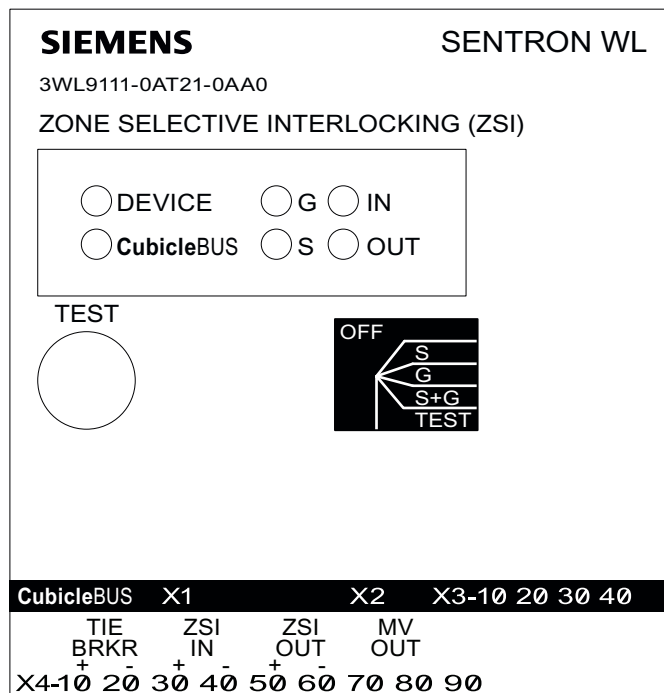 SIEMENS SENTRON WL
3WL9111-0AT21-0AA0
ZONE SELECTIVE INTERLOCKING (ZSI)
DEVICE G IN
CubicleBUS S OUT
TEST
OFF
S
G
S+G
TEST
CubicleBUS X1 X2 X3-10 20 30 40
TIE ZSI ZSI MV
BRKR IN OUT OUT
+ - + - + -
X4-10 20 30 40 50 60 70 80 90